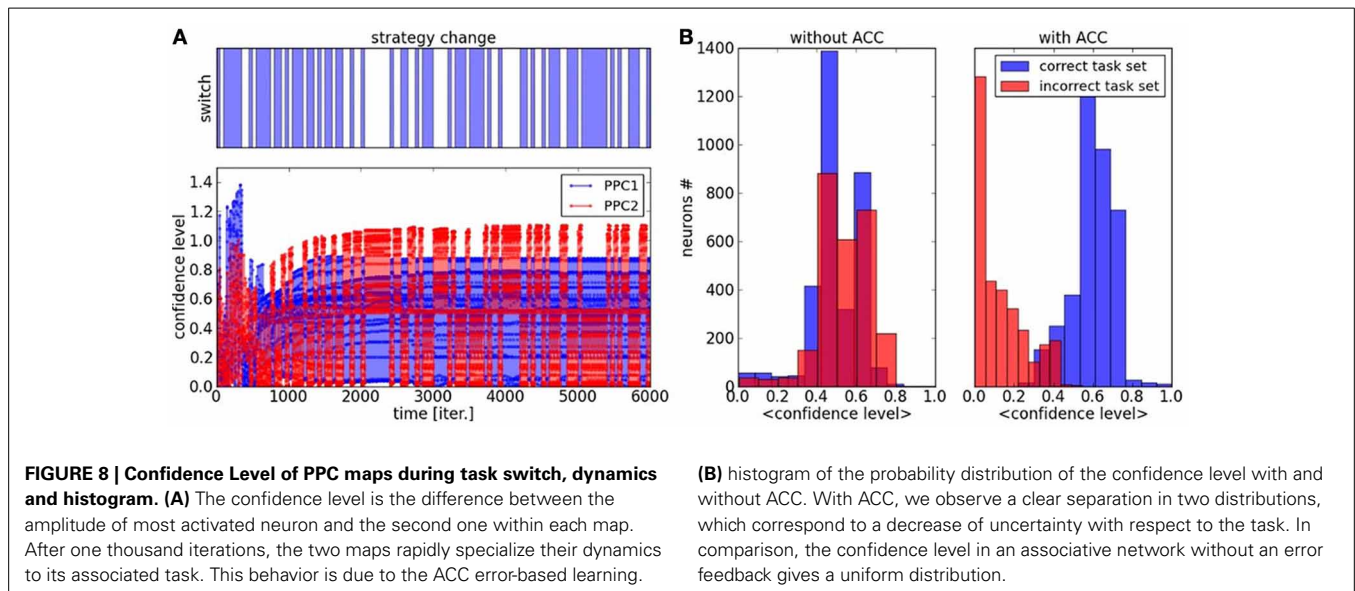 A
strategy change
switch
1.4
1.2
1.0
0.8
0.6
0.4
0.2
0.0
confidence level
PPC1
PPC2
0 1000 2000 3000 4000 5000 6000
time [iter.]
B
without ACC
with ACC
1400
1200
1000
800
600
400
200
0
neurons #
correct task set
incorrect task set
0.0 0.2 0.4 0.6 0.8 1.0
<confidence level>
0.0 0.2 0.4 0.6 0.8 1.0
<confidence level>
FIGURE 8 | Confidence Level of PPC maps during task switch, dynamics
and histogram. (A) The confidence level is the difference between the
amplitude of most activated neuron and the second one within each map.
After one thousand iterations, the two maps rapidly specialize their dynamics
to its associated task. This behavior is due to the ACC error-based learning.
(B) histogram of the probability distribution of the confidence level with and
without ACC. With ACC, we observe a clear separation in two distributions,
which correspond to a decrease of uncertainty with respect to the task. In
comparison, the confidence level in an associative network without an error
feedback gives a uniform distribution.